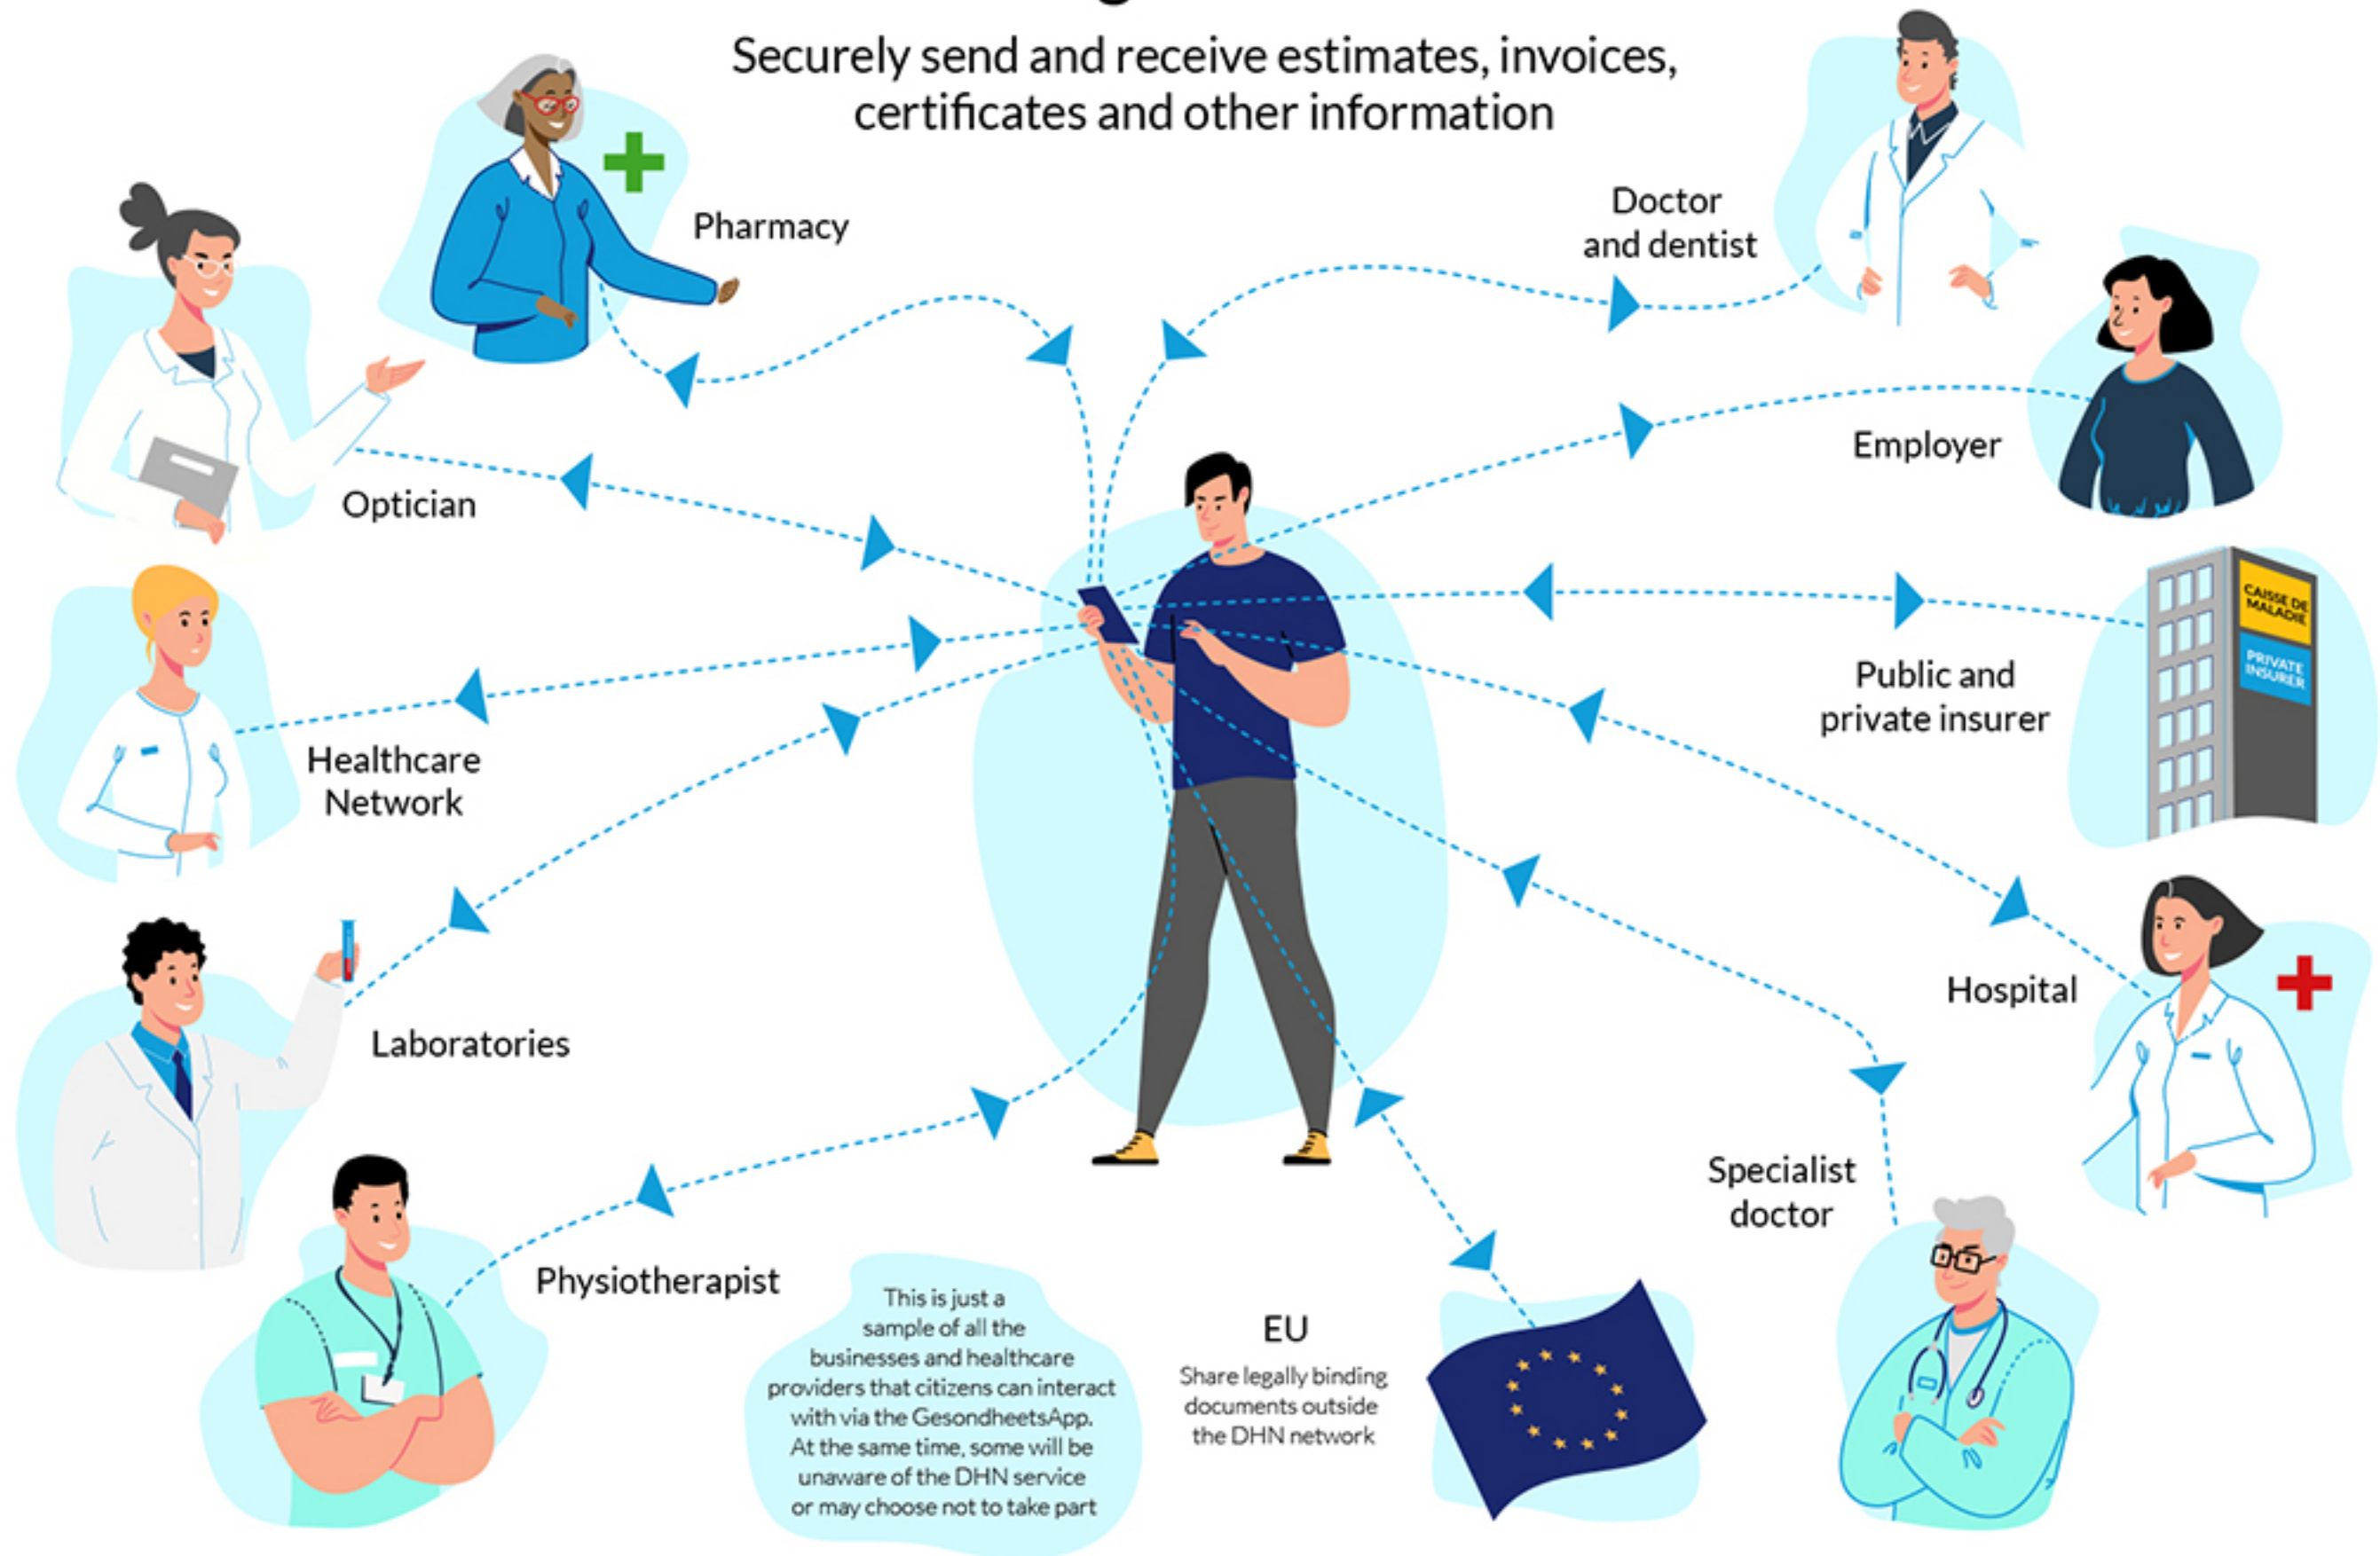 Securely send and receive estimates, invoices,
certificates and other information
Pharmacy
Doctor
and dentist
Optician
Employer
CAISSE DE
MALADIE
PRIVATE
INSURER
Public and
private insurer
Healthcare
Network
Hospital
Laboratories
Specialist
doctor
Physiotherapist
This is just a
sample of all the
businesses and healthcare
providers that citizens can interact
with via the GesondheetsApp.
At the same time, some will be
unaware of the DHN service
or may choose not to take part
EU
Share legally binding
documents outside
the DHN network